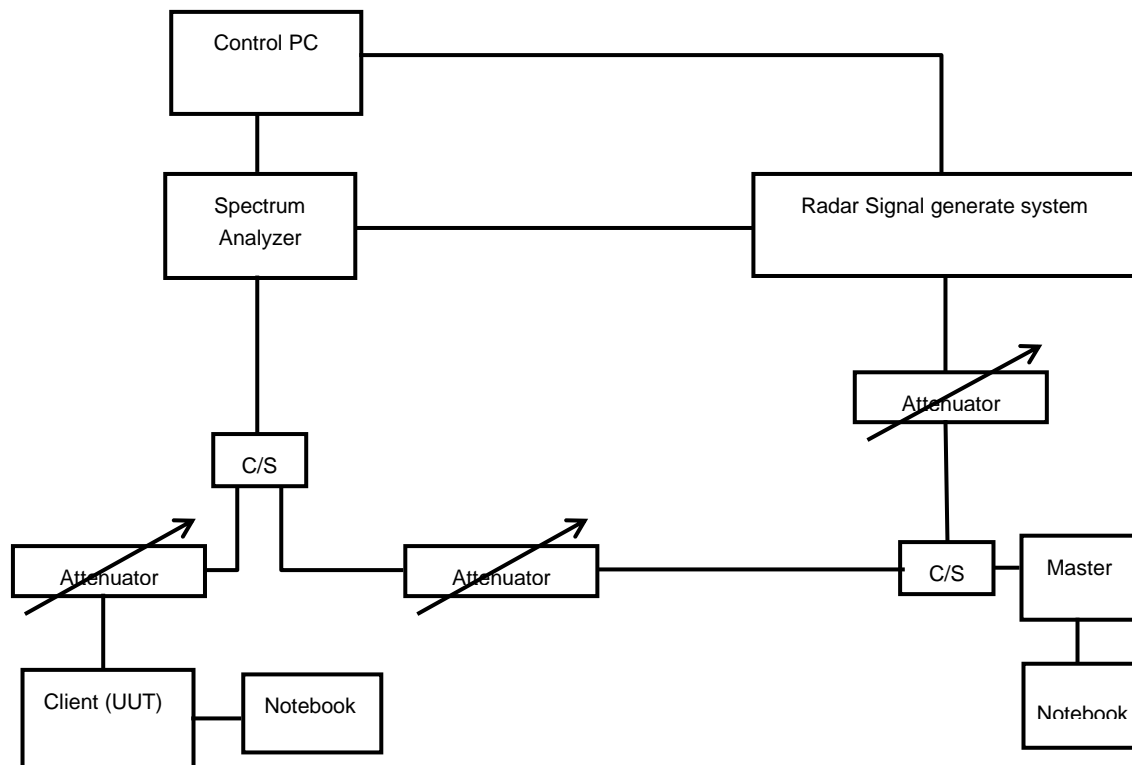 Control PC
Spectrum
Analyzer
Radar Signal generate system
Attenuator
C/S
Attenuator
Attenuator
C/S
Master
Client (UUT)
Notebook
Notebook